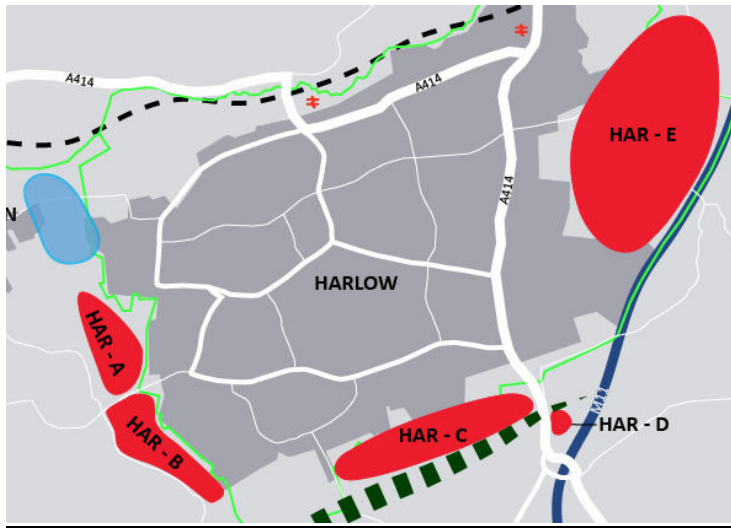 A414
A414
HAR - E
A414
N
HARLOW
HAR - A
M11
HAR - C
HAR - D
HAR - B